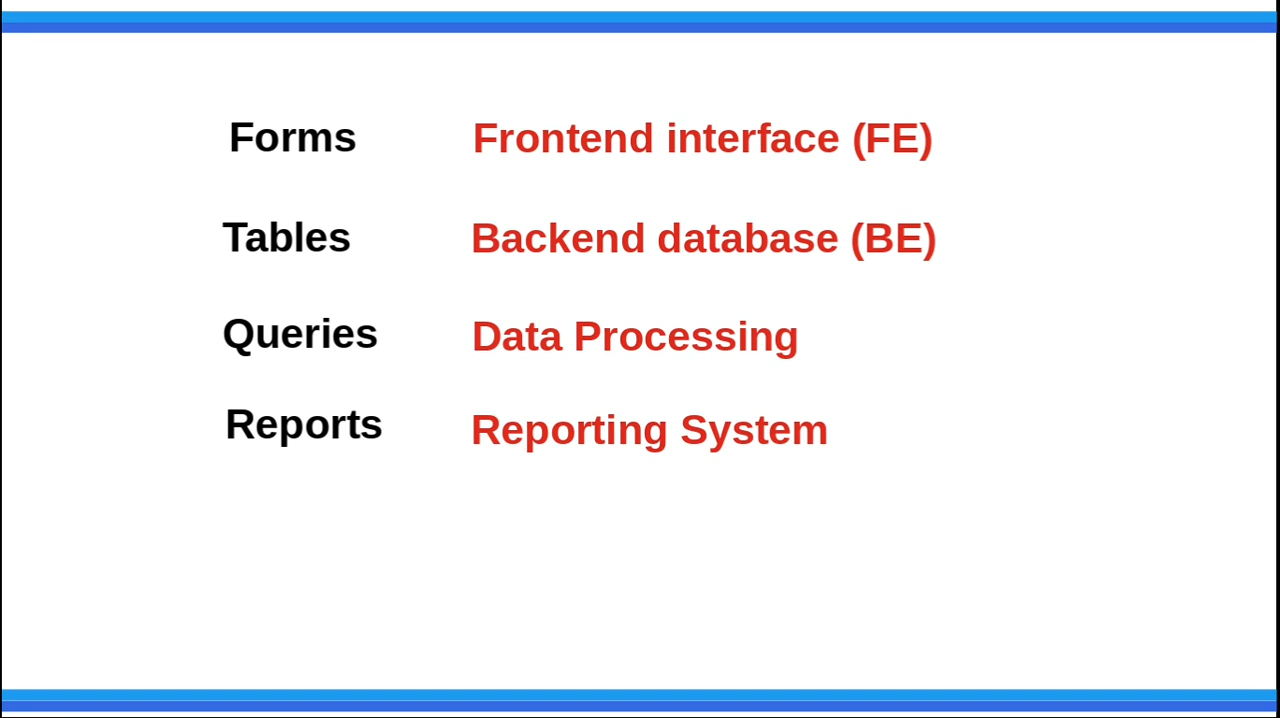 Forms Frontend interface (FE)
Tables Backend database (BE)
Queries Data Processing
Reports Reporting System